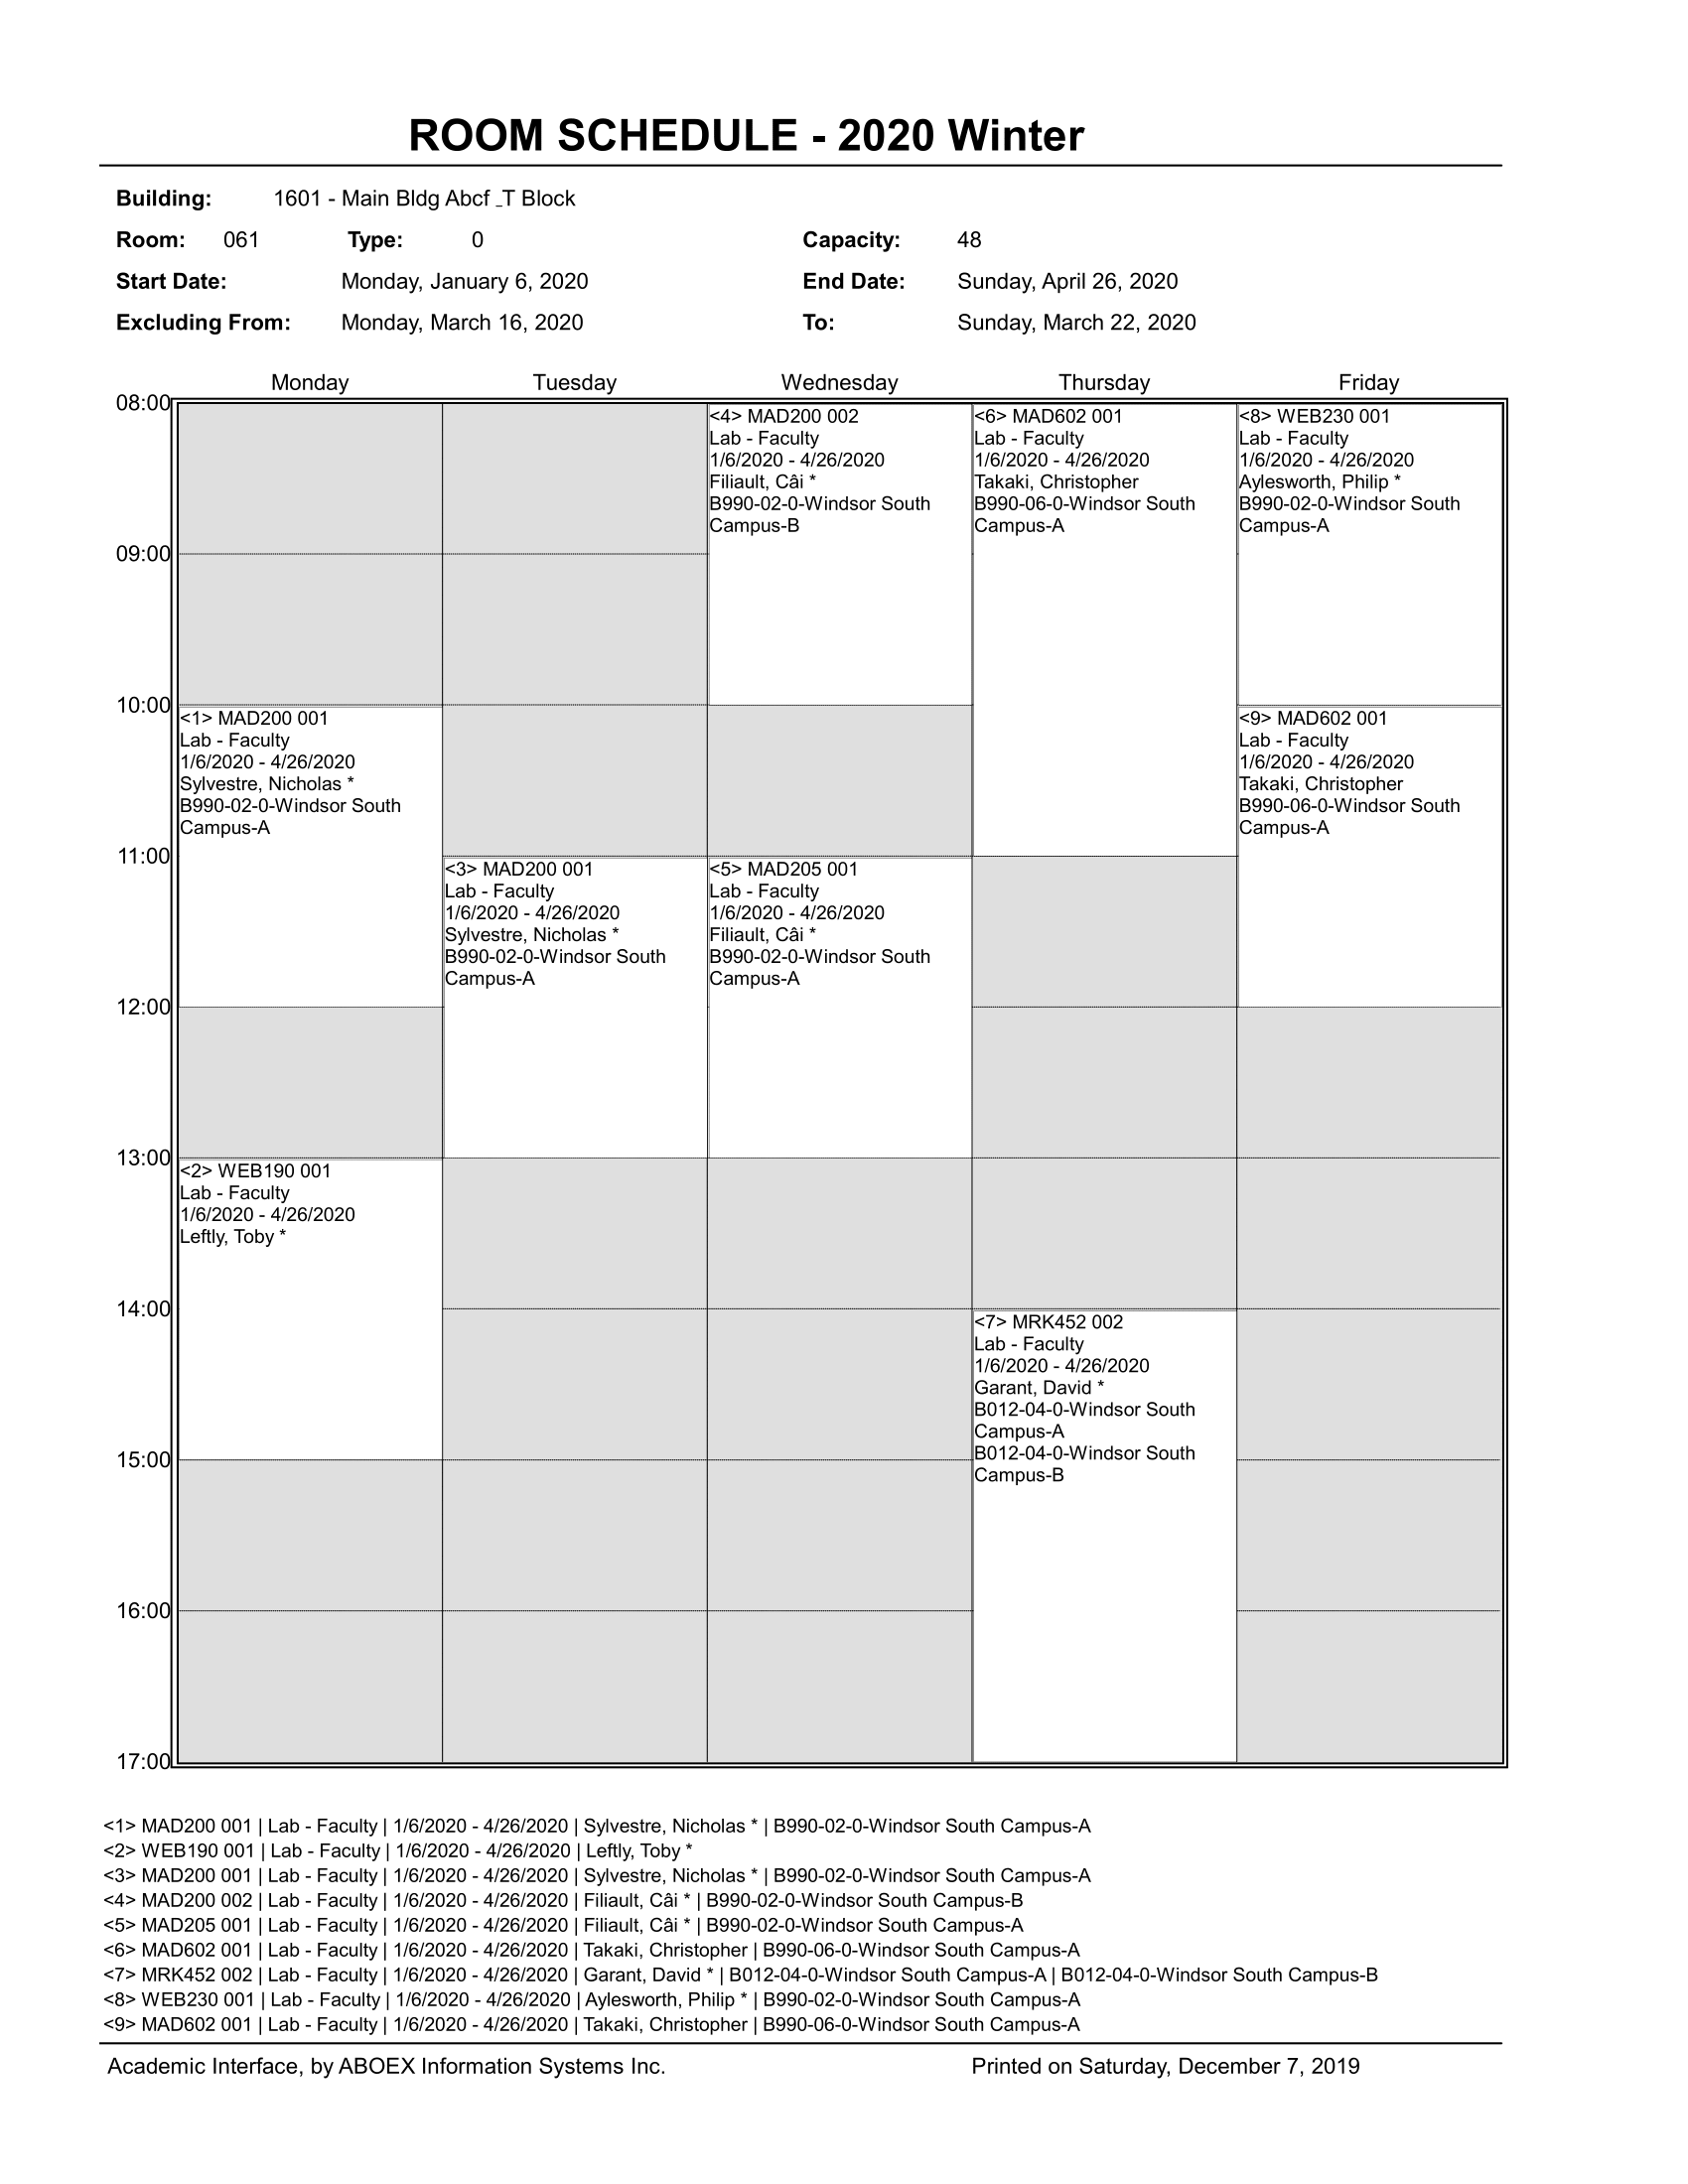 ROOM SCHEDULE - 2020 Winter
Building: 1601 - Main Bldg Abcf _T Block
Room: 061 Type: 0 Capacity: 48
Start Date: Monday, January 6, 2020 End Date: Sunday, April 26, 2020
Excluding From: Monday, March 16, 2020 To: Sunday, March 22, 2020
Monday Tuesday Wednesday Thursday Friday
08:00
<4> MAD200 002
Lab - Faculty
1/6/2020 - 4/26/2020
Filiault, Câi *
B990-02-0-Windsor South
Campus-B
<6> MAD602 001
Lab - Faculty
1/6/2020 - 4/26/2020
Takaki, Christopher
B990-06-0-Windsor South
Campus-A
<8> WEB230 001
Lab - Faculty
1/6/2020 - 4/26/2020
Aylesworth, Philip *
B990-02-0-Windsor South
Campus-A
09:00
10:00
<1> MAD200 001
Lab - Faculty
1/6/2020 - 4/26/2020
Sylvestre, Nicholas *
B990-02-0-Windsor South
Campus-A
<9> MAD602 001
Lab - Faculty
1/6/2020 - 4/26/2020
Takaki, Christopher
B990-06-0-Windsor South
Campus-A
11:00
<3> MAD200 001
Lab - Faculty
1/6/2020 - 4/26/2020
Sylvestre, Nicholas *
B990-02-0-Windsor South
Campus-A
<5> MAD205 001
Lab - Faculty
1/6/2020 - 4/26/2020
Filiault, Câi *
B990-02-0-Windsor South
Campus-A
12:00
13:00
<2> WEB190 001
Lab - Faculty
1/6/2020 - 4/26/2020
Leftly, Toby *
14:00
<7> MRK452 002
Lab - Faculty
1/6/2020 - 4/26/2020
Garant, David *
B012-04-0-Windsor South
Campus-A
B012-04-0-Windsor South
Campus-B
15:00
16:00
17:00
<1> MAD200 001 | Lab - Faculty | 1/6/2020 - 4/26/2020 | Sylvestre, Nicholas * | B990-02-0-Windsor South Campus-A
<2> WEB190 001 | Lab - Faculty | 1/6/2020 - 4/26/2020 | Leftly, Toby *
<3> MAD200 001 | Lab - Faculty | 1/6/2020 - 4/26/2020 | Sylvestre, Nicholas * | B990-02-0-Windsor South Campus-A
<4> MAD200 002 | Lab - Faculty | 1/6/2020 - 4/26/2020 | Filiault, Câi * | B990-02-0-Windsor South Campus-B
<5> MAD205 001 | Lab - Faculty | 1/6/2020 - 4/26/2020 | Filiault, Câi * | B990-02-0-Windsor South Campus-A
<6> MAD602 001 | Lab - Faculty | 1/6/2020 - 4/26/2020 | Takaki, Christopher | B990-06-0-Windsor South Campus-A
<7> MRK452 002 | Lab - Faculty | 1/6/2020 - 4/26/2020 | Garant, David * | B012-04-0-Windsor South Campus-A | B012-04-0-Windsor South Campus-B
<8> WEB230 001 | Lab - Faculty | 1/6/2020 - 4/26/2020 | Aylesworth, Philip * | B990-02-0-Windsor South Campus-A
<9> MAD602 001 | Lab - Faculty | 1/6/2020 - 4/26/2020 | Takaki, Christopher | B990-06-0-Windsor South Campus-A
Academic Interface, by ABOEX Information Systems Inc. Printed on Saturday, December 7, 2019